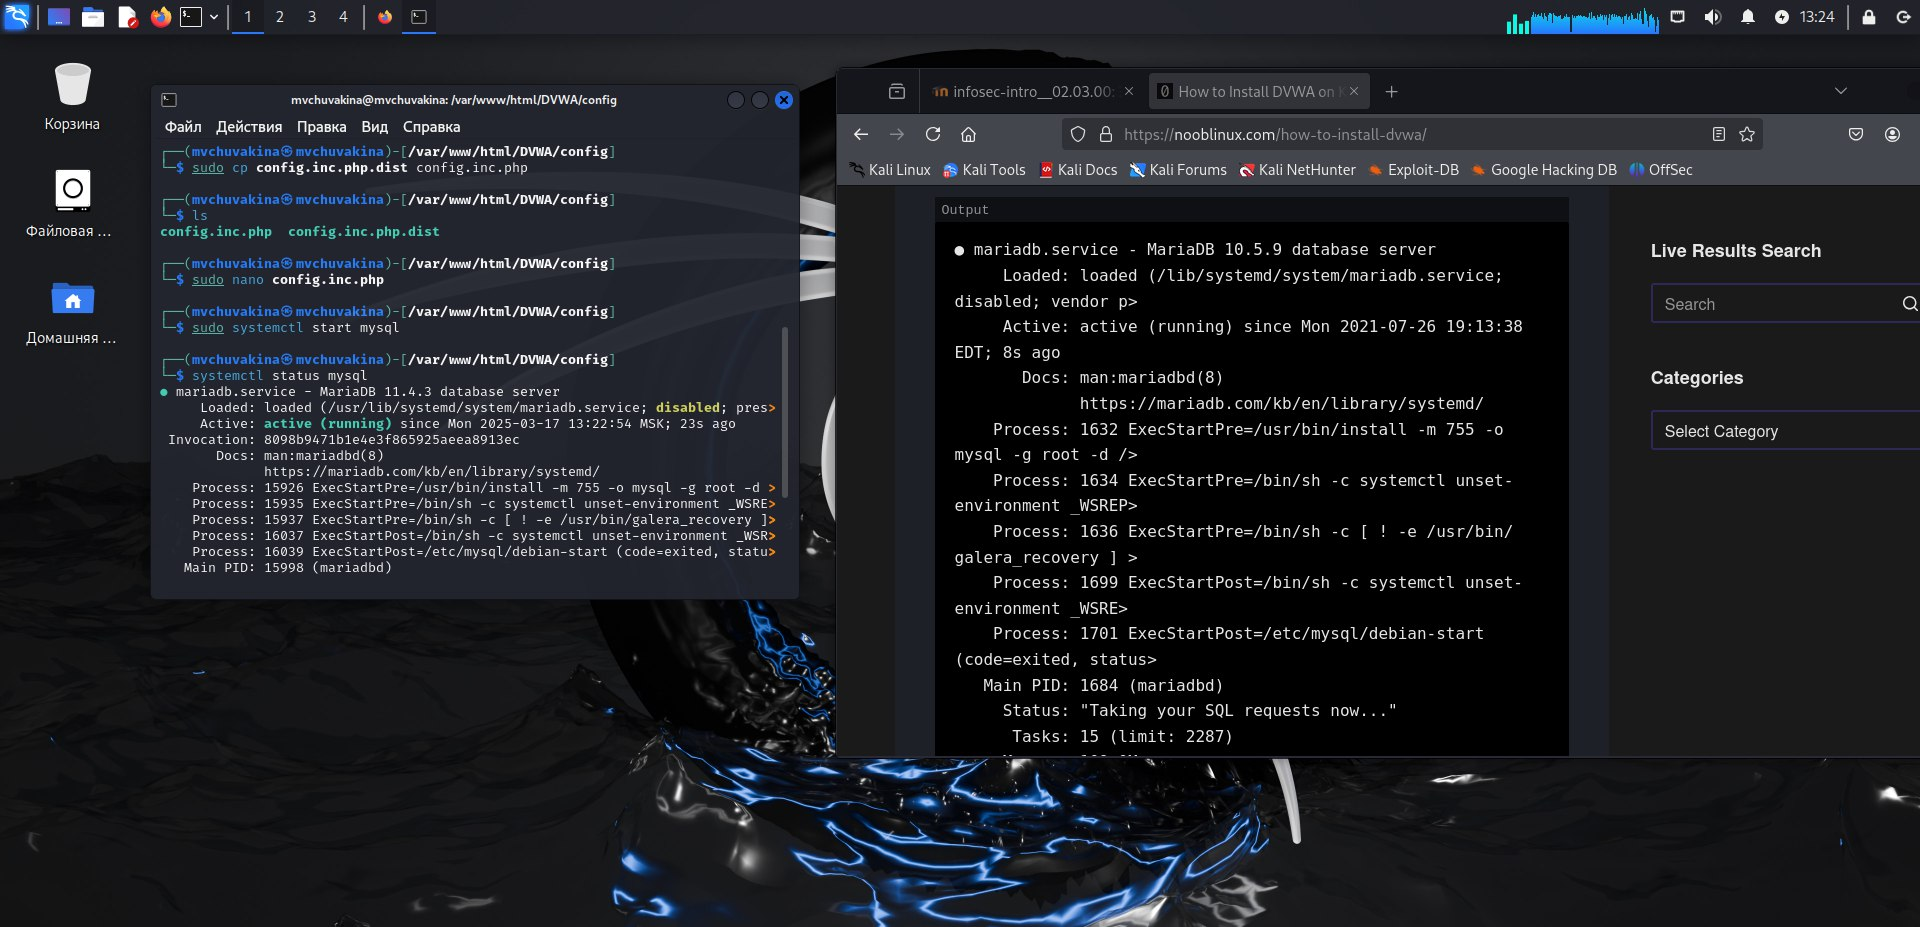 1 2 3 4
13:24
Корзина
Файловая ...
Домашняя ...
mvchuvakina@mvchuvakina: /var/www/html/DVWA/config
Файл Действия Правка Вид Справка
┌──(mvchuvakina㉿mvchuvakina)-[/var/www/html/DVWA/config]
└─$ sudo cp config.inc.php.dist config.inc.php
┌──(mvchuvakina㉿mvchuvakina)-[/var/www/html/DVWA/config]
└─$ ls
config.inc.php config.inc.php.dist
┌──(mvchuvakina㉿mvchuvakina)-[/var/www/html/DVWA/config]
└─$ sudo nano config.inc.php
┌──(mvchuvakina㉿mvchuvakina)-[/var/www/html/DVWA/config]
└─$ sudo systemctl start mysql
┌──(mvchuvakina㉿mvchuvakina)-[/var/www/html/DVWA/config]
└─$ systemctl status mysql
● mariadb.service - MariaDB 11.4.3 database server
Loaded: loaded (/usr/lib/systemd/system/mariadb.service; disabled; pres>
Active: active (running) since Mon 2025-03-17 13:22:54 MSK; 23s ago
Invocation: 8098b9471b1e4e3f865925aeea8913ec
Docs: man:mariadbd(8)
https://mariadb.com/kb/en/library/systemd/
Process: 15926 ExecStartPre=/usr/bin/install -m 755 -o mysql -g root -d >
Process: 15935 ExecStartPre=/bin/sh -c systemctl unset-environment _WSRE>
Process: 15937 ExecStartPre=/bin/sh -c [ ! -e /usr/bin/galera_recovery ]>
Process: 16037 ExecStartPost=/bin/sh -c systemctl unset-environment _WSR>
Process: 16039 ExecStartPost=/etc/mysql/debian-start (code=exited, statu>
Main PID: 15998 (mariadbd)
infosec-intro__02.03.00:
How to Install DVWA on K
https://nooblinux.com/how-to-install-dvwa/
Kali Linux Kali Tools Kali Docs Kali Forums Kali NetHunter Exploit-DB Google Hacking DB OffSec
Output
● mariadb.service - MariaDB 10.5.9 database server
Loaded: loaded (/lib/systemd/system/mariadb.service;
disabled; vendor p>
Active: active (running) since Mon 2021-07-26 19:13:38
EDT; 8s ago
Docs: man:mariadbd(8)
https://mariadb.com/kb/en/library/systemd/
Process: 1632 ExecStartPre=/usr/bin/install -m 755 -o
mysql -g root -d />
Process: 1634 ExecStartPre=/bin/sh -c systemctl unset-
environment _WSREP>
Process: 1636 ExecStartPre=/bin/sh -c [ ! -e /usr/bin/
galera_recovery ] >
Process: 1699 ExecStartPost=/bin/sh -c systemctl unset-
environment _WSRE>
Process: 1701 ExecStartPost=/etc/mysql/debian-start
(code=exited, status>
Main PID: 1684 (mariadbd)
Status: "Taking your SQL requests now..."
Tasks: 15 (limit: 2287)
Live Results Search
Search
Categories
Select Category